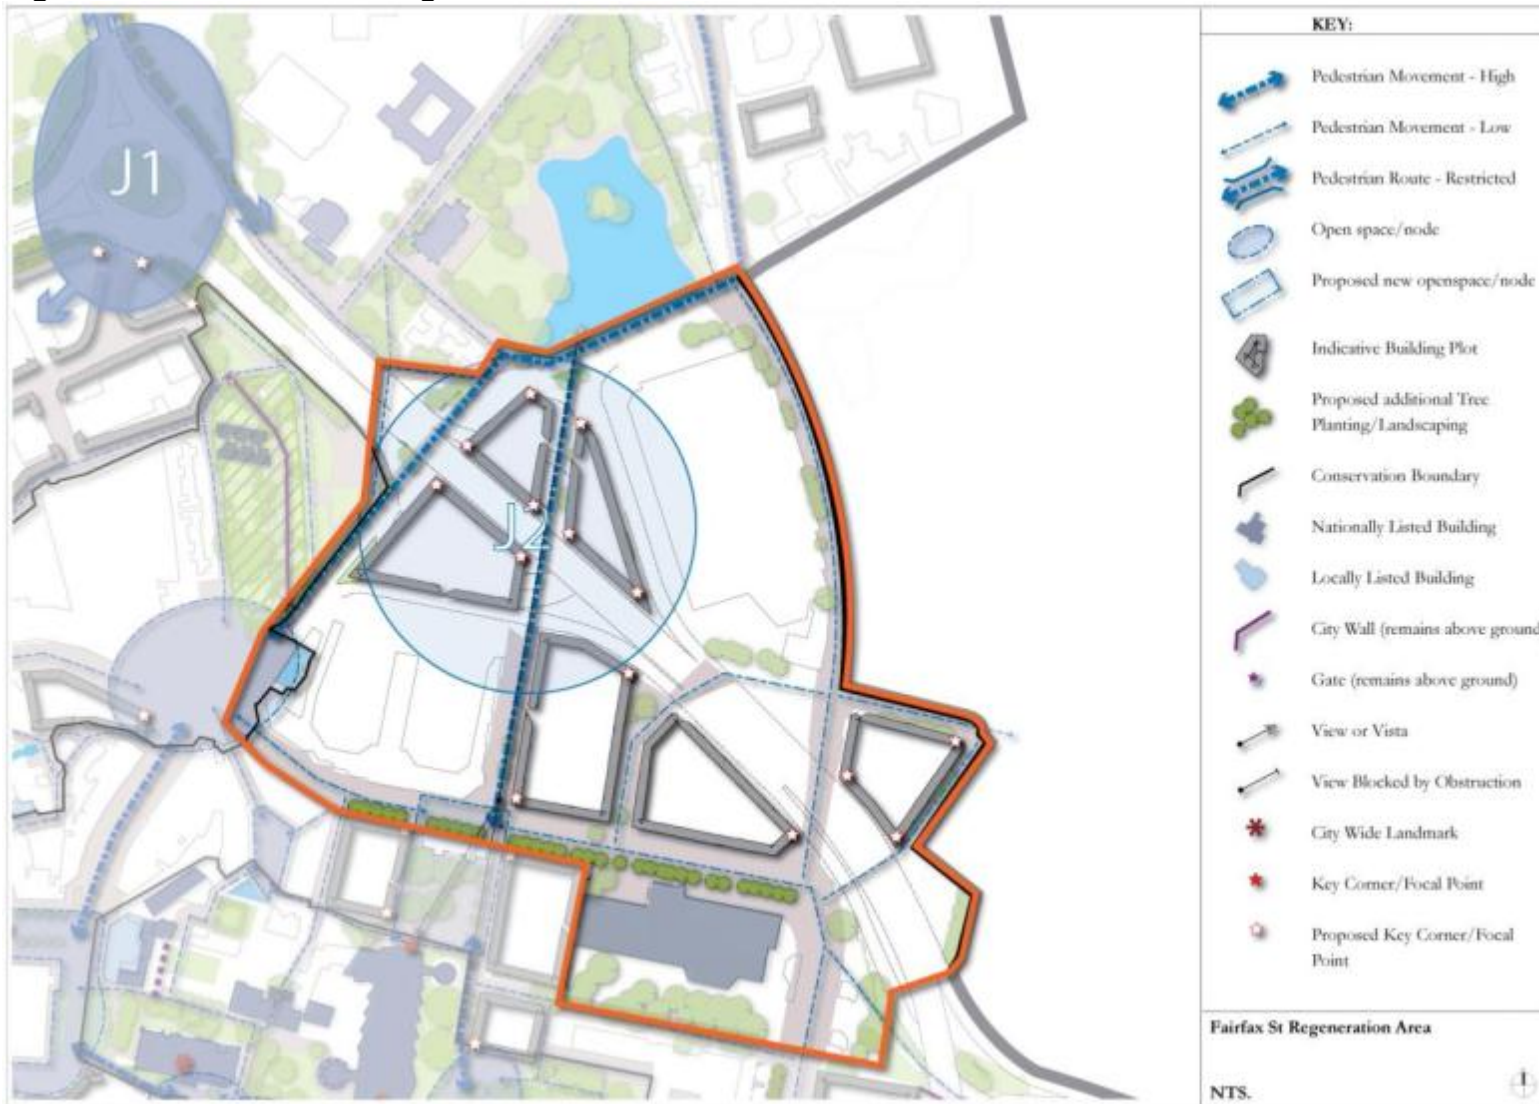 J1
J2
KEY:
Pedestrian Movement - High
Pedestrian Movement - Low
Pedestrian Route - Restricted
Open space/node
Proposed new openspace/node
Indicative Building Plot
Proposed additional Tree
Planting/Landscaping
Conservation Boundary
Nationally Listed Building
Locally Listed Building
City Wall (remains above ground
Gate (remains above ground)
View or Vista
View Blocked by Obstruction
City Wide Landmark
Key Corner/Focal Point
Proposed Key Corner/Focal
Point
Fairfax St Regeneration Area
NTS.